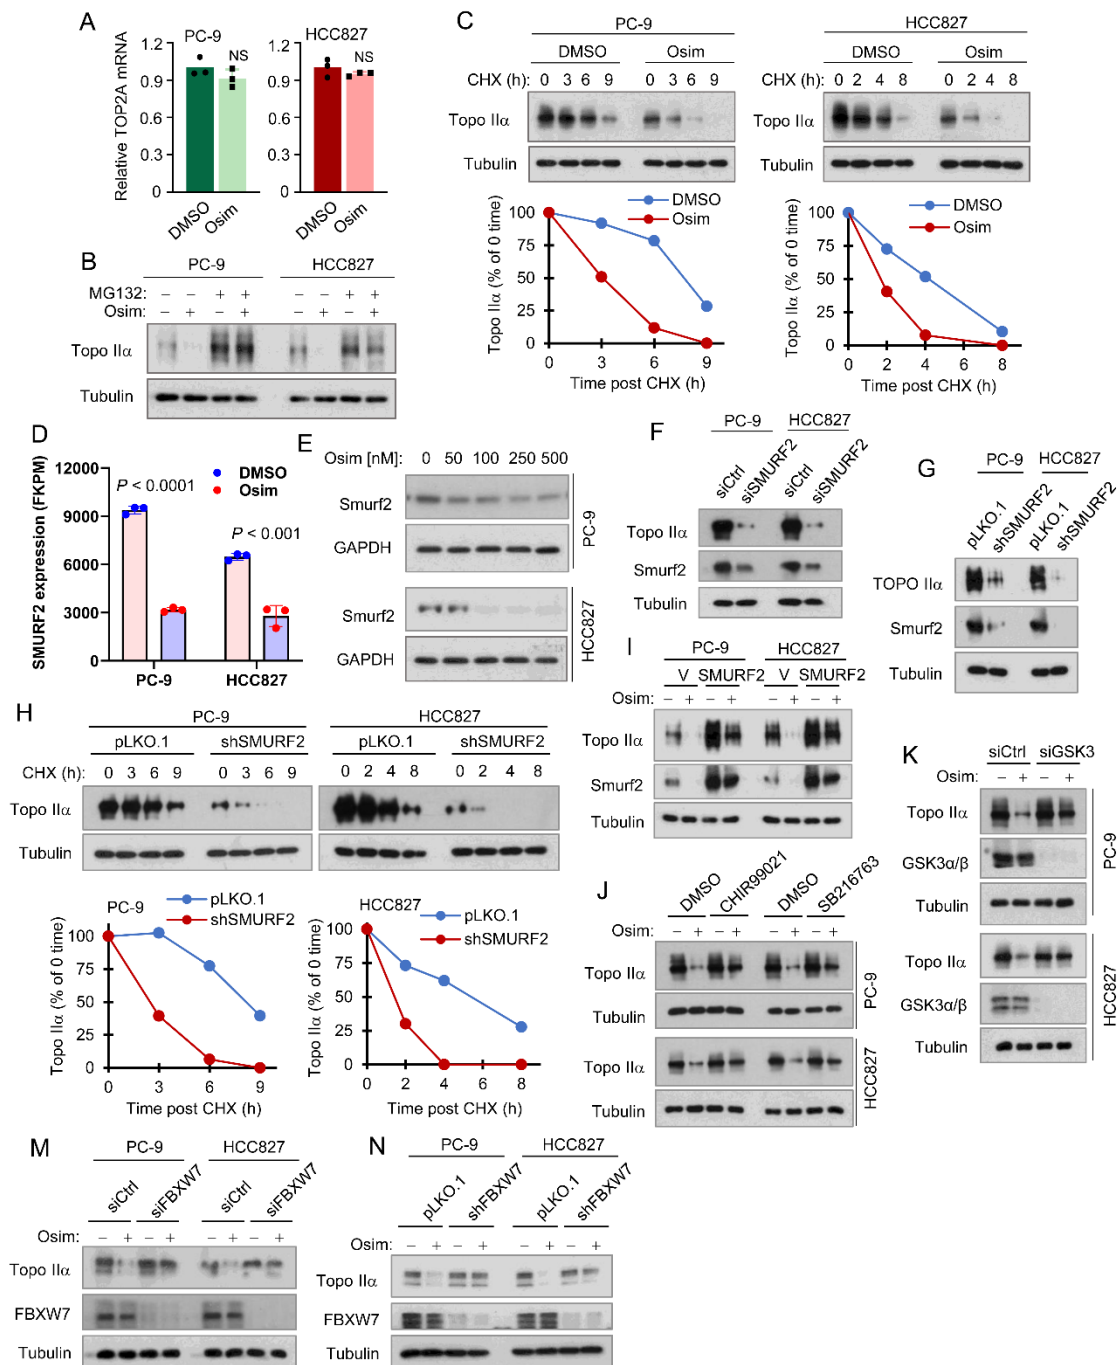 A
PC-9
HCC827
Relative TOP2A mRNA
1.2
0.9
0.6
0.3
0
NS
DMSO
Osim
1.2
0.9
0.6
0.3
0
NS
DMSO
Osim
B
PC-9
HCC827
MG132: – – + + – – + +
Osim: – + – + – + – +
Topo IIα
Tubulin
C
PC-9
HCC827
DMSO Osim
DMSO Osim
CHX (h): 0 3 6 9 0 3 6 9
CHX (h): 0 2 4 8 0 2 4 8
Topo IIα
Tubulin
Topo IIα
Tubulin
Topo IIα (% of 0 time)
100
75
50
25
0
DMSO
Osim
0 3 6 9
Time post CHX (h)
Topo IIα (% of 0 time)
100
75
50
25
0
DMSO
Osim
0 2 4 8
Time post CHX (h)
D
SMURF2 expression (FKPM)
12000
9000
6000
3000
0
DMSO
Osim
P < 0.0001
P < 0.001
PC-9
HCC827
E
Osim [nM]: 0 50 100 250 500
Smurf2
GAPDH
PC-9
Smurf2
GAPDH
HCC827
F
PC-9
HCC827
siCtrl
siSMURF2
siCtrl
siSMURF2
Topo IIα
Smurf2
Tubulin
G
PC-9
HCC827
pLKO.1
shSMURF2
pLKO.1
shSMURF2
TOPO IIα
Smurf2
Tubulin
H
PC-9
HCC827
pLKO.1 shSMURF2
pLKO.1 shSMURF2
CHX (h): 0 3 6 9 0 3 6 9
0 2 4 8 0 2 4 8
Topo IIα
Tubulin
PC-9
pLKO.1
shSMURF2
Topo IIα (% of 0 time)
100
75
50
25
0
0 3 6 9
Time post CHX (h)
HCC827
pLKO.1
shSMURF2
Topo IIα (% of 0 time)
100
75
50
25
0
0 2 4 8
Time post CHX (h)
I
PC-9
HCC827
V SMURF2 V SMURF2
Osim: – + – + – + – +
Topo IIα
Smurf2
Tubulin
J
DMSO
CHIR99021
DMSO
SB216763
Osim: – + – + – + – +
Topo IIα
Tubulin
PC-9
Topo IIα
Tubulin
HCC827
K
siCtrl siGSK3
Osim: – + – +
Topo IIα
GSK3α/β
Tubulin
PC-9
Topo IIα
GSK3α/β
Tubulin
HCC827
M
PC-9
HCC827
siCtrl
siFBXW7
siCtrl
siFBXW7
Osim: – + – + – + – +
Topo IIα
FBXW7
Tubulin
N
PC-9
HCC827
pLKO.1
shFBXW7
pLKO.1
shFBXW7
Osim: – + – + – + – +
Topo IIα
FBXW7
Tubulin